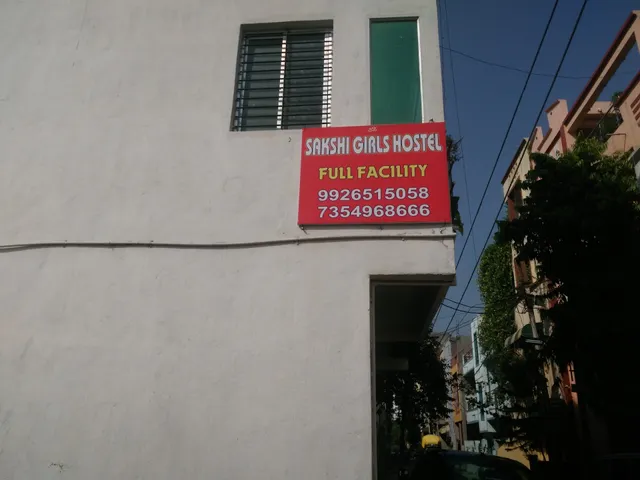 SAKSHI GIRLS HOSTEL
FULL FACILITY
9926515058
7354968666